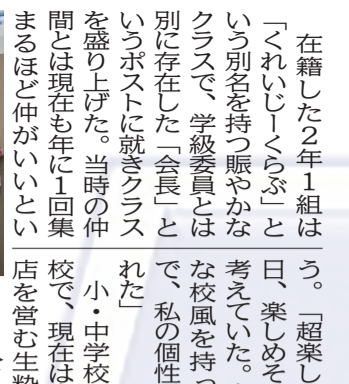 在籍した2年1組は
「くれいじーくらぶ」と
いう別名を持つ賑やかな
クラスで、学級委員とは
別に存在した「会長」と
いうポストに就きクラス
を盛り上げた。当時の仲
間とは現在も年に1回集
まるほど仲がいいとい
う。「超楽し
日、楽しめそ
考えていた。
な校風を持っ
で、私の個性
れた」
小・中学校
校で、現在は
店を営む生粋